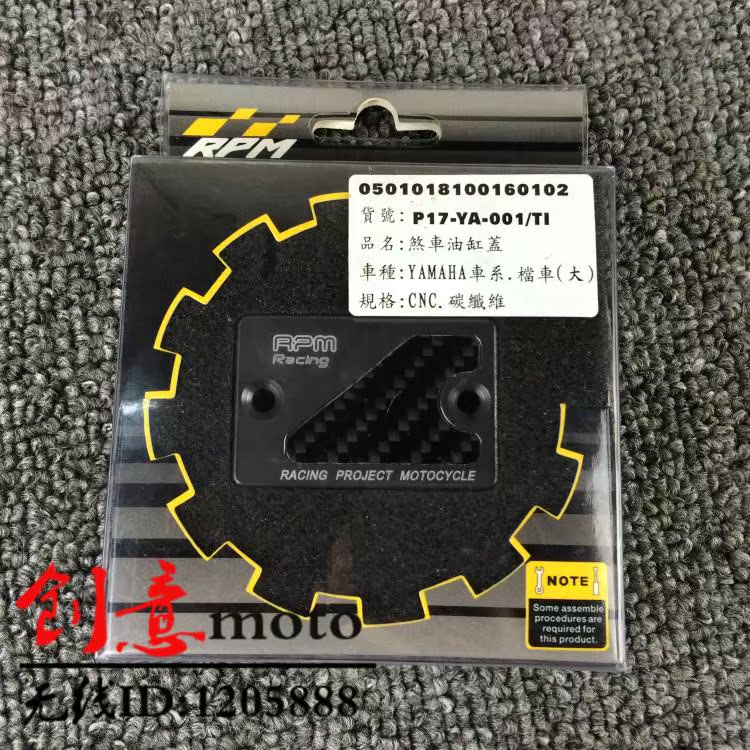 RPM
0501018100160102
貨號:P17-YA-001/TI
品名:煞車油缸蓋
車種:YAMAHA車系.檔車(大)
規格:CNC.碳纖維
RPM
Racing
RACING PROJECT MOTOCYCLE
NOTE
Some assemble
procedures are
required for
this product.
创意moto
无线ID:1205888